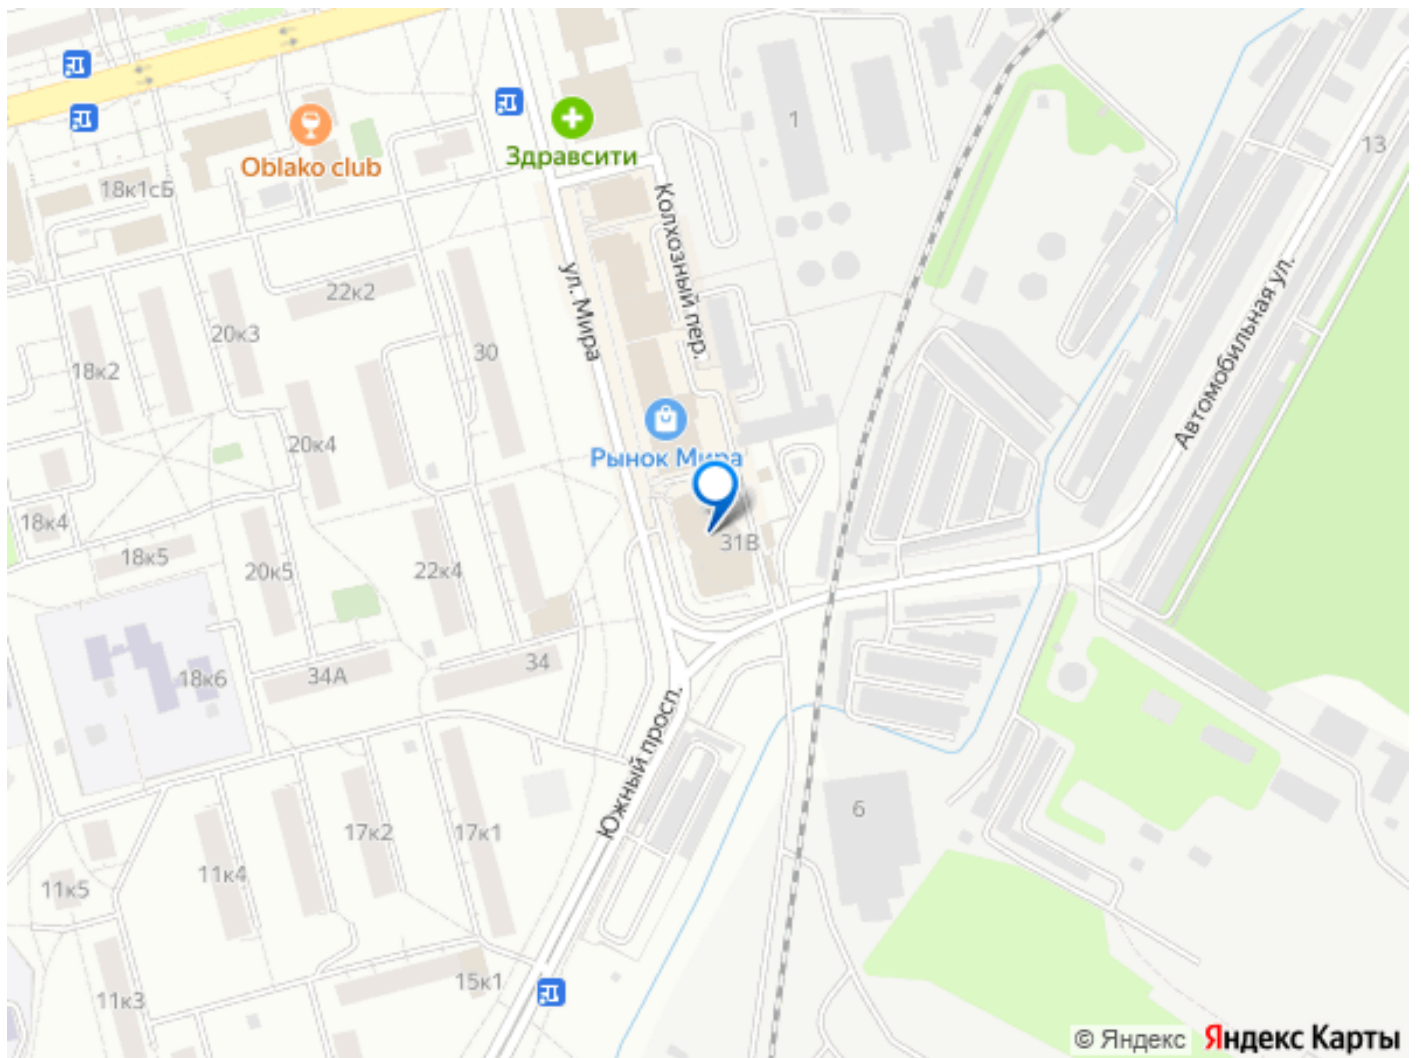 Oblako club
Здравсити
1
13
18к1сБ
Колхозный пер.
ул. Мира
22к2
20к3
30
18к2
Автомобильная ул.
20к4
Рынок Мира
18к4
31В
18к5
20к5
22к4
34
34А
18к6
Южный просп.
6
17к2
17к1
11к4
11к5
15к1
11к3
© Яндекс Яндекс Карты